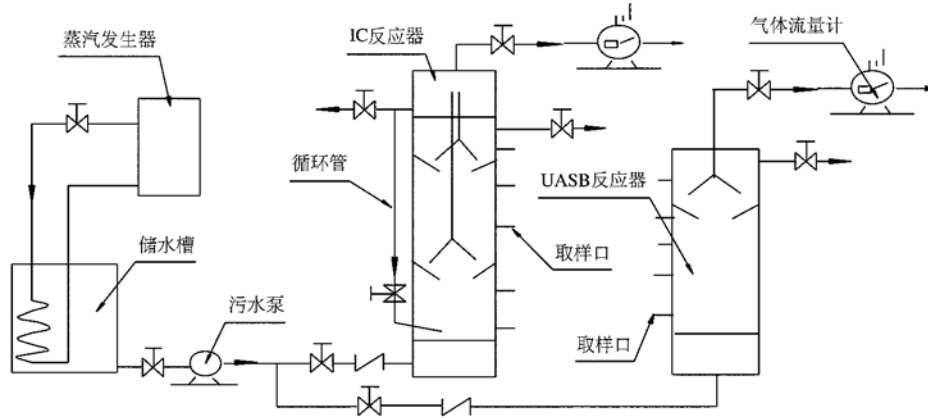 蒸汽发生器
IC反应器
气体流量计
循环管
UASB反应器
储水槽
取样口
污水泵
取样口